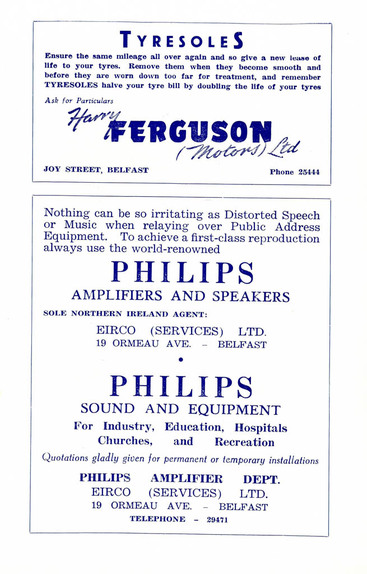 TYRESOLES
Ensure the same mileage all over again and so give a new lease of
life to your tyres. Remove them when they become smooth and
before they are worn down too far for treatment, and remember
TYRESOLES halve your tyre bill by doubling the life of your tyres
Ask for Particulars
Harry
FERGUSON
(Motors) Ltd
JOY STREET, BELFAST Phone 25444
Nothing can be so irritating as Distorted Speech
or Music when relaying over Public Address
Equipment. To achieve a first-class reproduction
always use the world-renowned
PHILIPS
AMPLIFIERS AND SPEAKERS
SOLE NORTHERN IRELAND AGENT:
EIRCO (SERVICES) LTD.
19 ORMEAU AVE. – BELFAST
•
PHILIPS
SOUND AND EQUIPMENT
For Industry, Education, Hospitals
Churches, and Recreation
Quotations gladly given for permanent or temporary installations
PHILIPS AMPLIFIER DEPT.
EIRCO (SERVICES) LTD.
19 ORMEAU AVE. – BELFAST
TELEPHONE – 29471